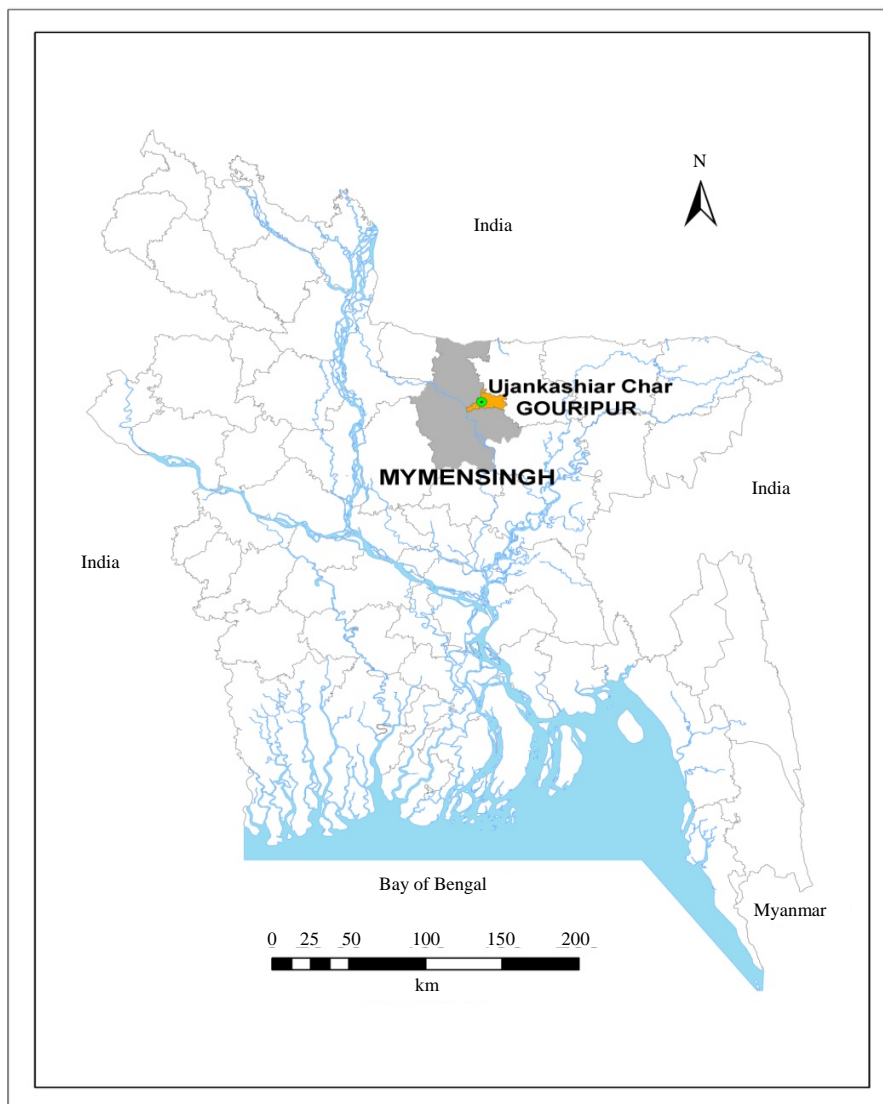 N
India
Ujankashiar Char
GOURIPUR
MYMENSINGH
India
India
Bay of Bengal
Myanmar
0 25 50 100 150 200
km